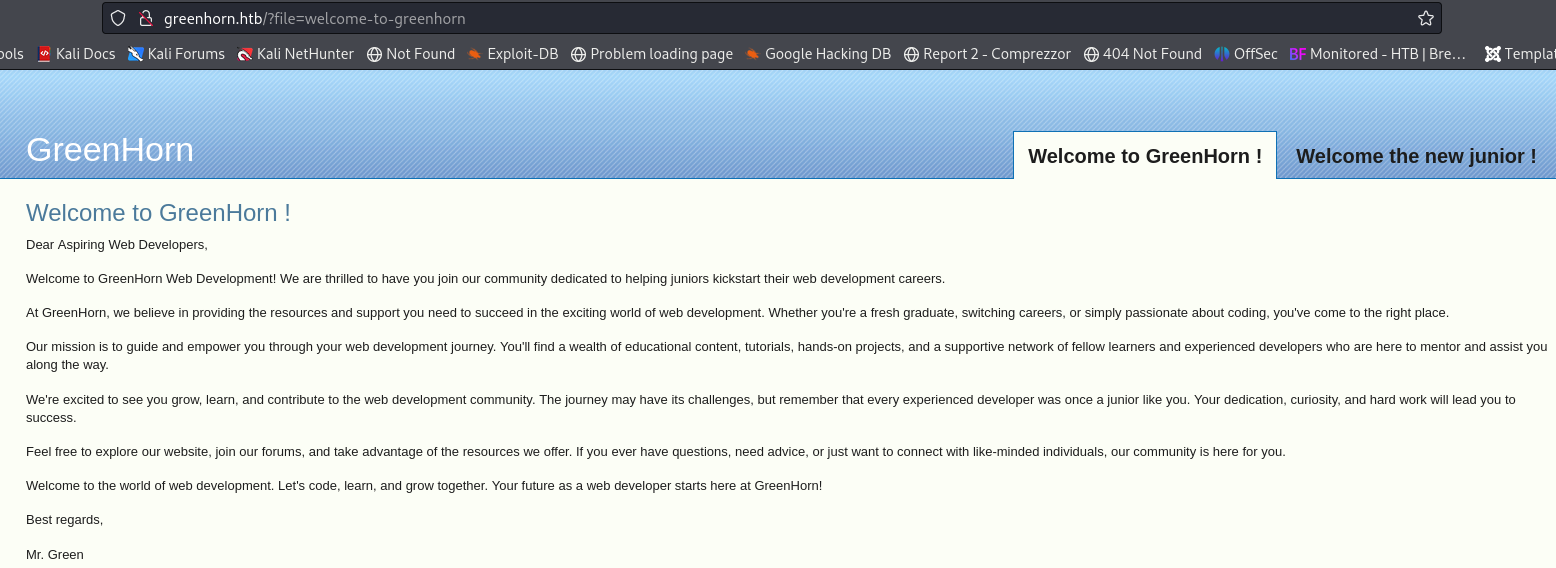 greenhorn.htb/?file=welcome-to-greenhorn
ools Kali Docs Kali Forums Kali NetHunter Not Found Exploit-DB Problem loading page Google Hacking DB Report 2 - Comprezzor 404 Not Found OffSec BF Monitored - HTB | Bre… Templat
GreenHorn
Welcome to GreenHorn ! Welcome the new junior !
Welcome to GreenHorn !
Dear Aspiring Web Developers,
Welcome to GreenHorn Web Development! We are thrilled to have you join our community dedicated to helping juniors kickstart their web development careers.
At GreenHorn, we believe in providing the resources and support you need to succeed in the exciting world of web development. Whether you're a fresh graduate, switching careers, or simply passionate about coding, you've come to the right place.
Our mission is to guide and empower you through your web development journey. You'll find a wealth of educational content, tutorials, hands-on projects, and a supportive network of fellow learners and experienced developers who are here to mentor and assist you
along the way.
We're excited to see you grow, learn, and contribute to the web development community. The journey may have its challenges, but remember that every experienced developer was once a junior like you. Your dedication, curiosity, and hard work will lead you to
success.
Feel free to explore our website, join our forums, and take advantage of the resources we offer. If you ever have questions, need advice, or just want to connect with like-minded individuals, our community is here for you.
Welcome to the world of web development. Let's code, learn, and grow together. Your future as a web developer starts here at GreenHorn!
Best regards,
Mr. Green